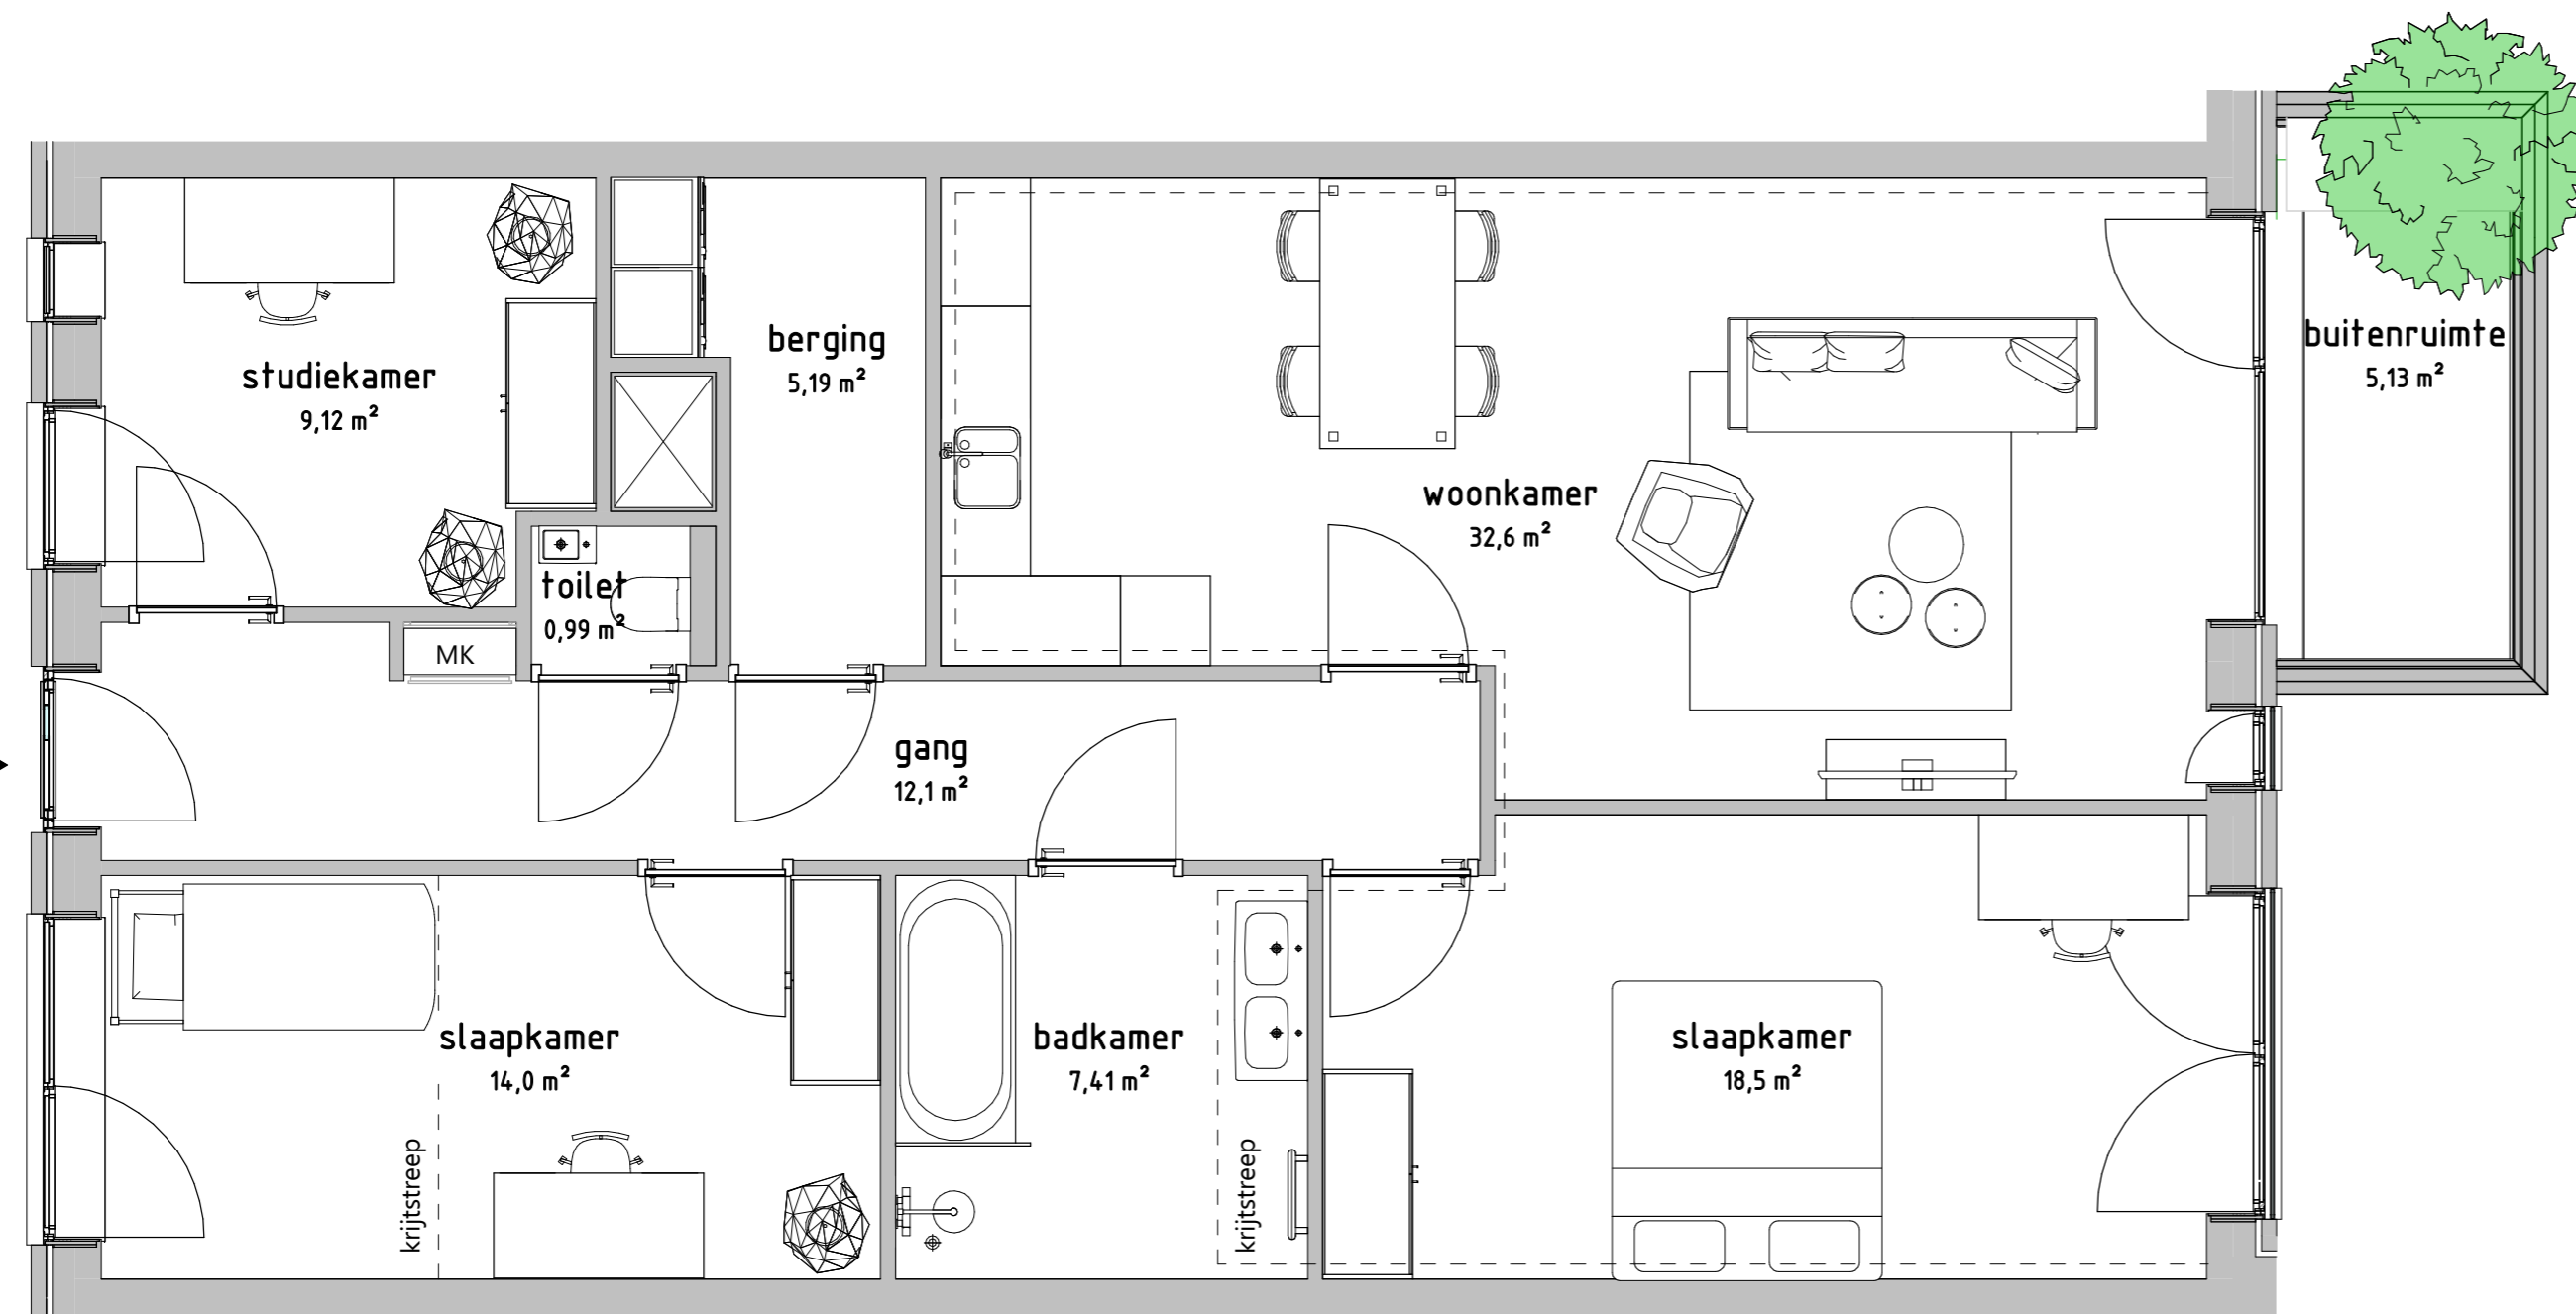 studiekamer
9,12 m²
berging
5,19 m²
buitenruimte
5,13 m²
woonkamer
32,6 m²
toilet
0,99 m²
MK
gang
12,1 m²
slaapkamer
14,0 m²
krijtstreep
badkamer
7,41 m²
krijtstreep
slaapkamer
18,5 m²